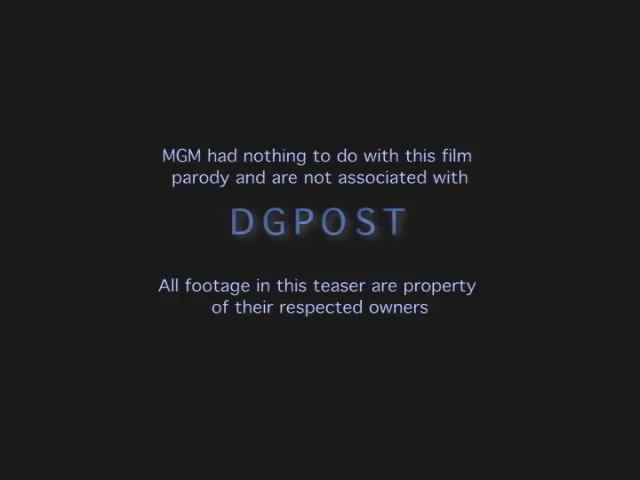 MGM had nothing to do with this film
parody and are not associated with
DGPOST
All footage in this teaser are property
of their respected owners